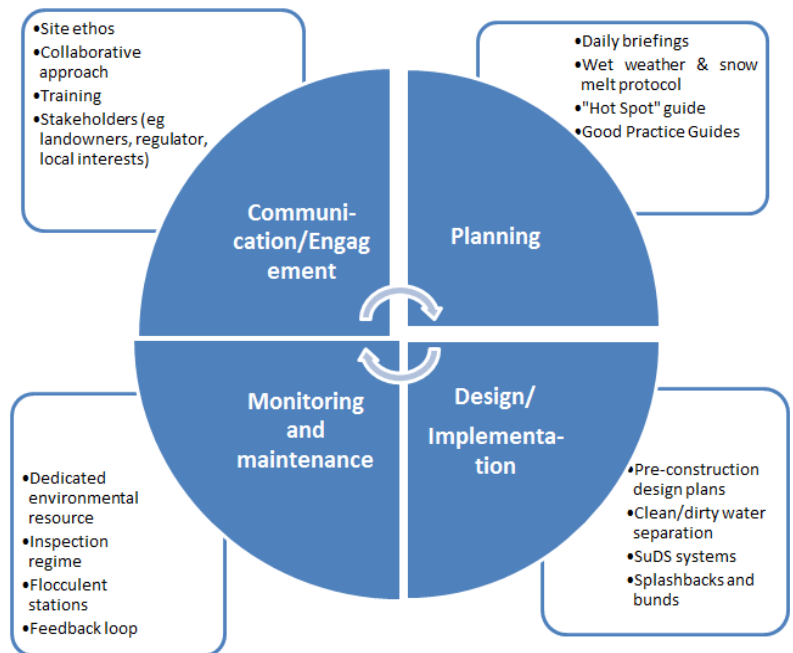 •Site ethos
•Collaborative
approach
•Training
•Stakeholders (eg
landowners, regulator,
local interests)
•Daily briefings
•Wet weather & snow
melt protocol
•"Hot Spot" guide
•Good Practice Guides
Communi-
cation/Engag
ement
Planning
Monitoring
and
maintenance
Design/
Implementa-
tion
•Dedicated
environmental
resource
•Inspection
regime
•Flocculent
stations
•Feedback loop
•Pre-construction
design plans
•Clean/dirty water
separation
•SuDS systems
•Splashbacks and
bunds